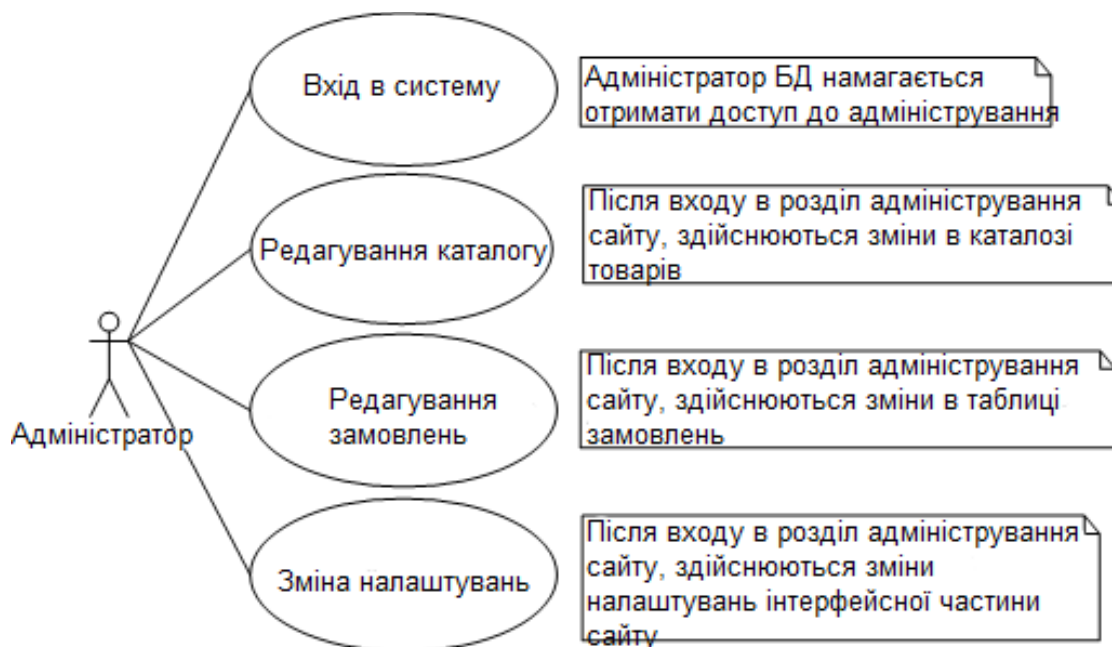 Вхід в систему
Адміністратор БД намагається
отримати доступ до адміністрування
Редагування каталогу
Після входу в розділ адміністрування
сайту, здійснюються зміни в каталозі
товарів
Адміністратор
Редагування
замовлень
Після входу в розділ адміністрування
сайту, здійснюються зміни в таблиці
замовлень
Зміна налаштувань
Після входу в розділ адміністрування
сайту, здійснюються зміни
налаштувань інтерфейсної частини
сайту